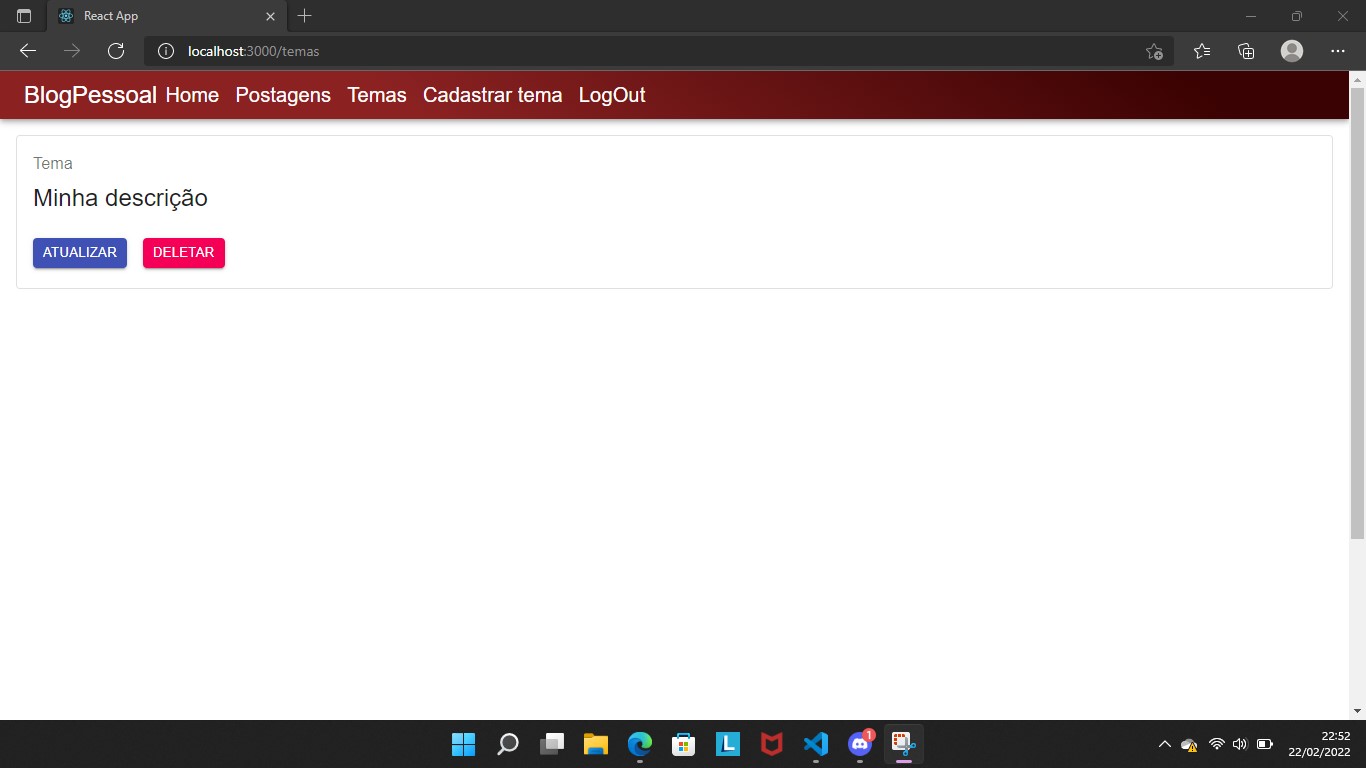 React App
localhost:3000/temas
BlogPessoal Home Postagens Temas Cadastrar tema LogOut
Tema
Minha descrição
ATUALIZAR DELETAR
L
1
22:52
22/02/2022